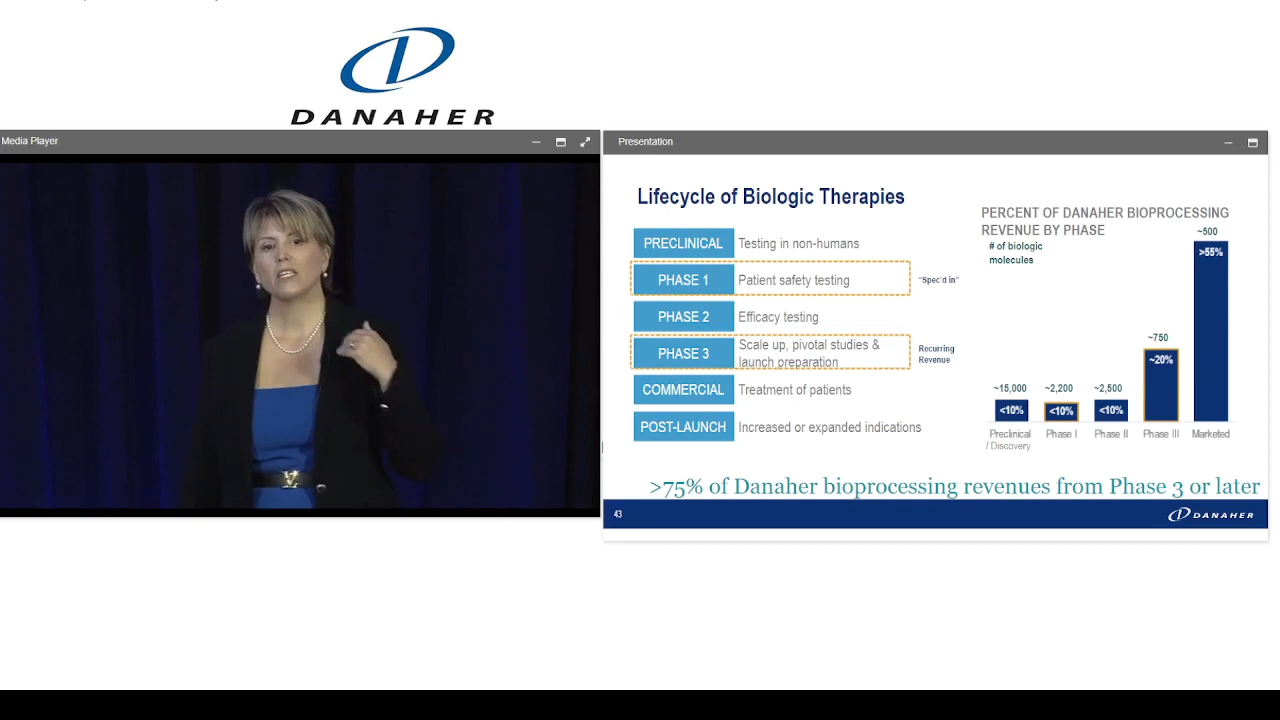 DANAHER
Media Player
Presentation
Lifecycle of Biologic Therapies
PRECLINICAL Testing in non-humans
PHASE 1 Patient safety testing
"Spec'd in"
PHASE 2 Efficacy testing
PHASE 3 Scale up, pivotal studies &
launch preparation
Recurring
Revenue
COMMERCIAL Treatment of patients
POST-LAUNCH Increased or expanded indications
PERCENT OF DANAHER BIOPROCESSING
REVENUE BY PHASE
# of biologic
molecules
~15,000 ~2,200 ~2,500 ~750 ~500
<10% <10% <10% ~20% >55%
Preclinical
/ Discovery
Phase I
Phase II
Phase III
Marketed
>75% of Danaher bioprocessing revenues from Phase 3 or later
43
DANAHER